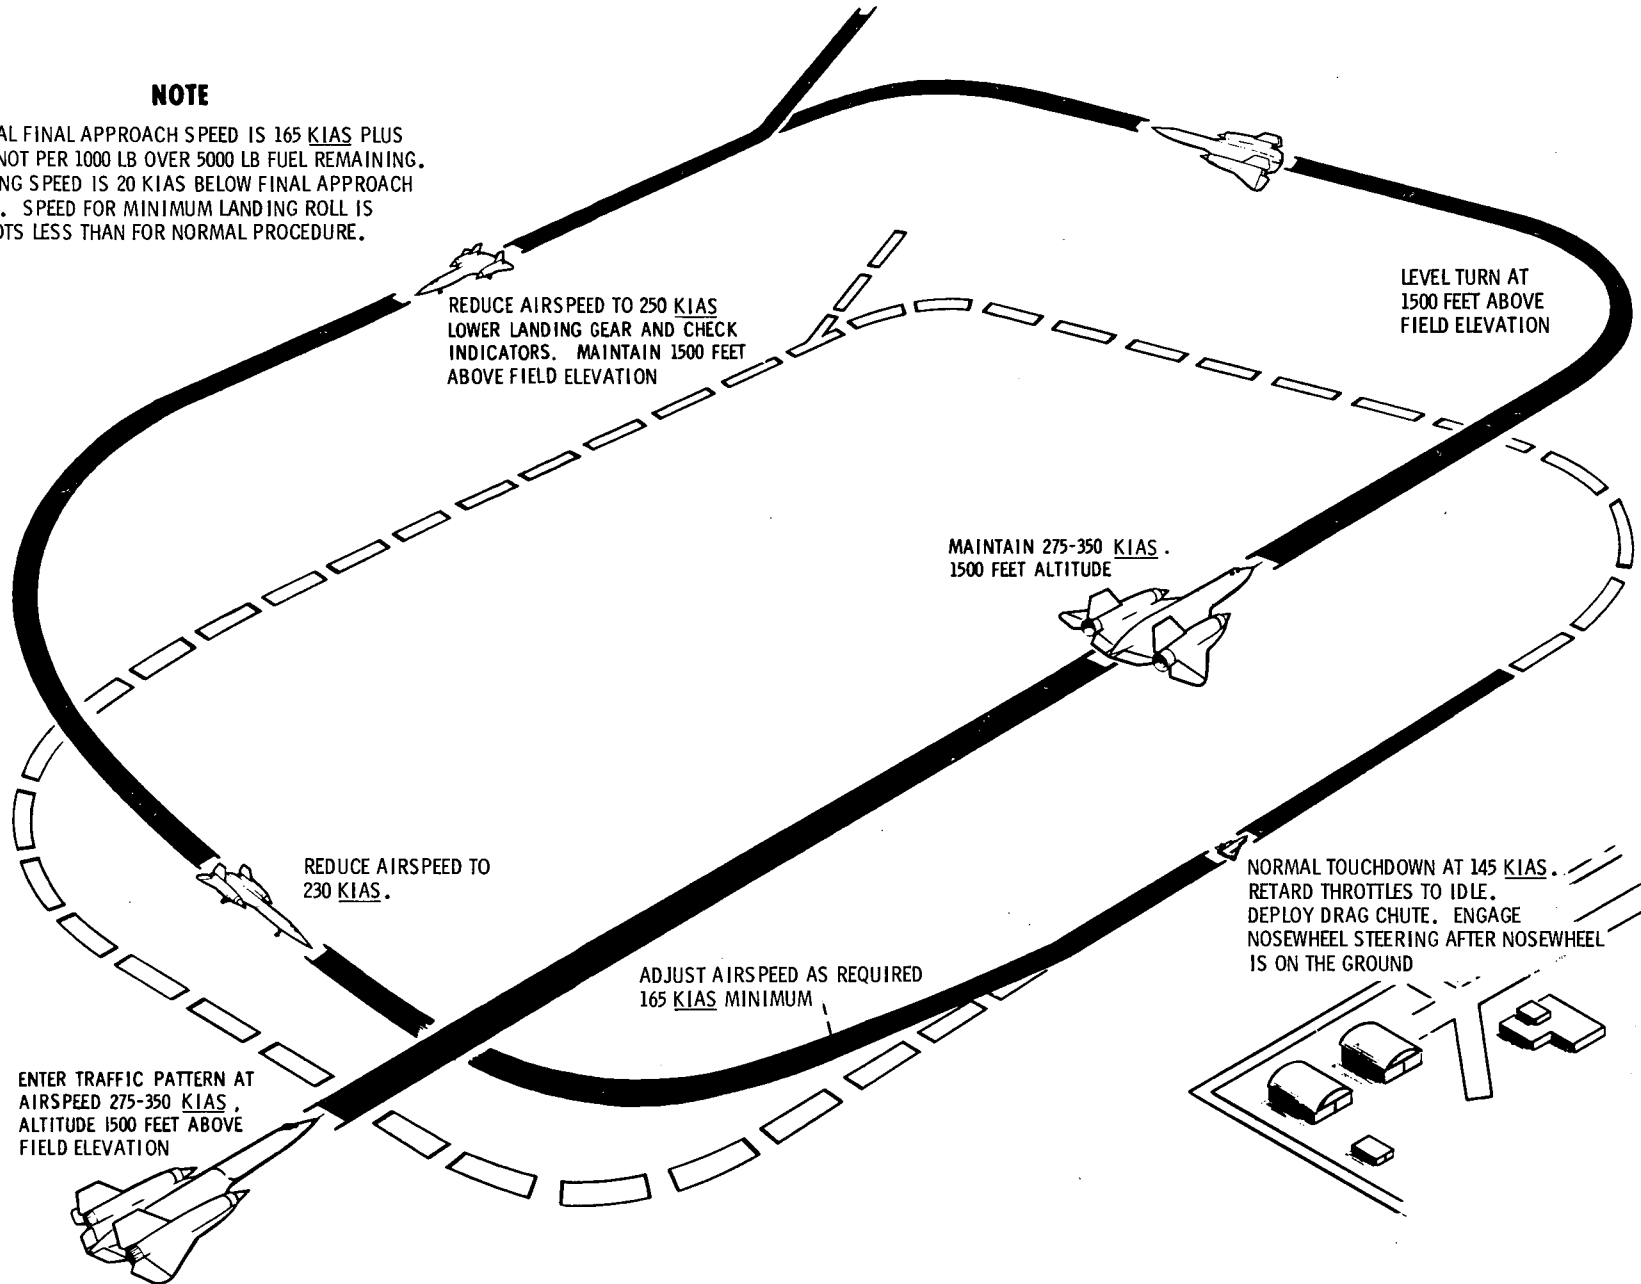 NOTE
AL FINAL APPROACH SPEED IS 165 KIAS PLUS
NOT PER 1000 LB OVER 5000 LB FUEL REMAINING.
NG SPEED IS 20 KIAS BELOW FINAL APPROACH
. SPEED FOR MINIMUM LANDING ROLL IS
OTS LESS THAN FOR NORMAL PROCEDURE.
REDUCE AIRSPEED TO 250 KIAS
LOWER LANDING GEAR AND CHECK
INDICATORS. MAINTAIN 1500 FEET
ABOVE FIELD ELEVATION
LEVEL TURN AT
1500 FEET ABOVE
FIELD ELEVATION
MAINTAIN 275-350 KIAS.
1500 FEET ALTITUDE
REDUCE AIRSPEED TO
230 KIAS.
NORMAL TOUCHDOWN AT 145 KIAS.
RETARD THROTTLES TO IDLE.
DEPLOY DRAG CHUTE. ENGAGE
NOSEWHEEL STEERING AFTER NOSEWHEEL
IS ON THE GROUND
ADJUST AIRSPEED AS REQUIRED
165 KIAS MINIMUM
ENTER TRAFFIC PATTERN AT
AIRSPEED 275-350 KIAS,
ALTITUDE 1500 FEET ABOVE
FIELD ELEVATION